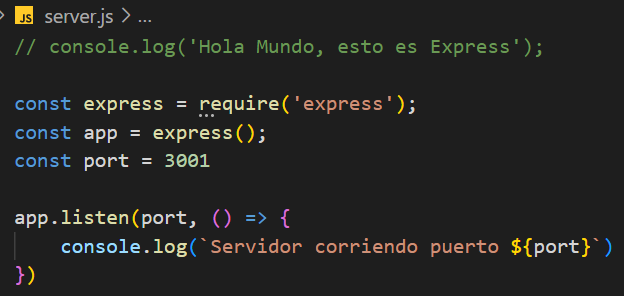 JS server.js > ...
// console.log('Hola Mundo, esto es Express');
const express = require('express');
const app = express();
const port = 3001
app.listen(port, () => {
console.log(`Servidor corriendo puerto ${port}`)
})